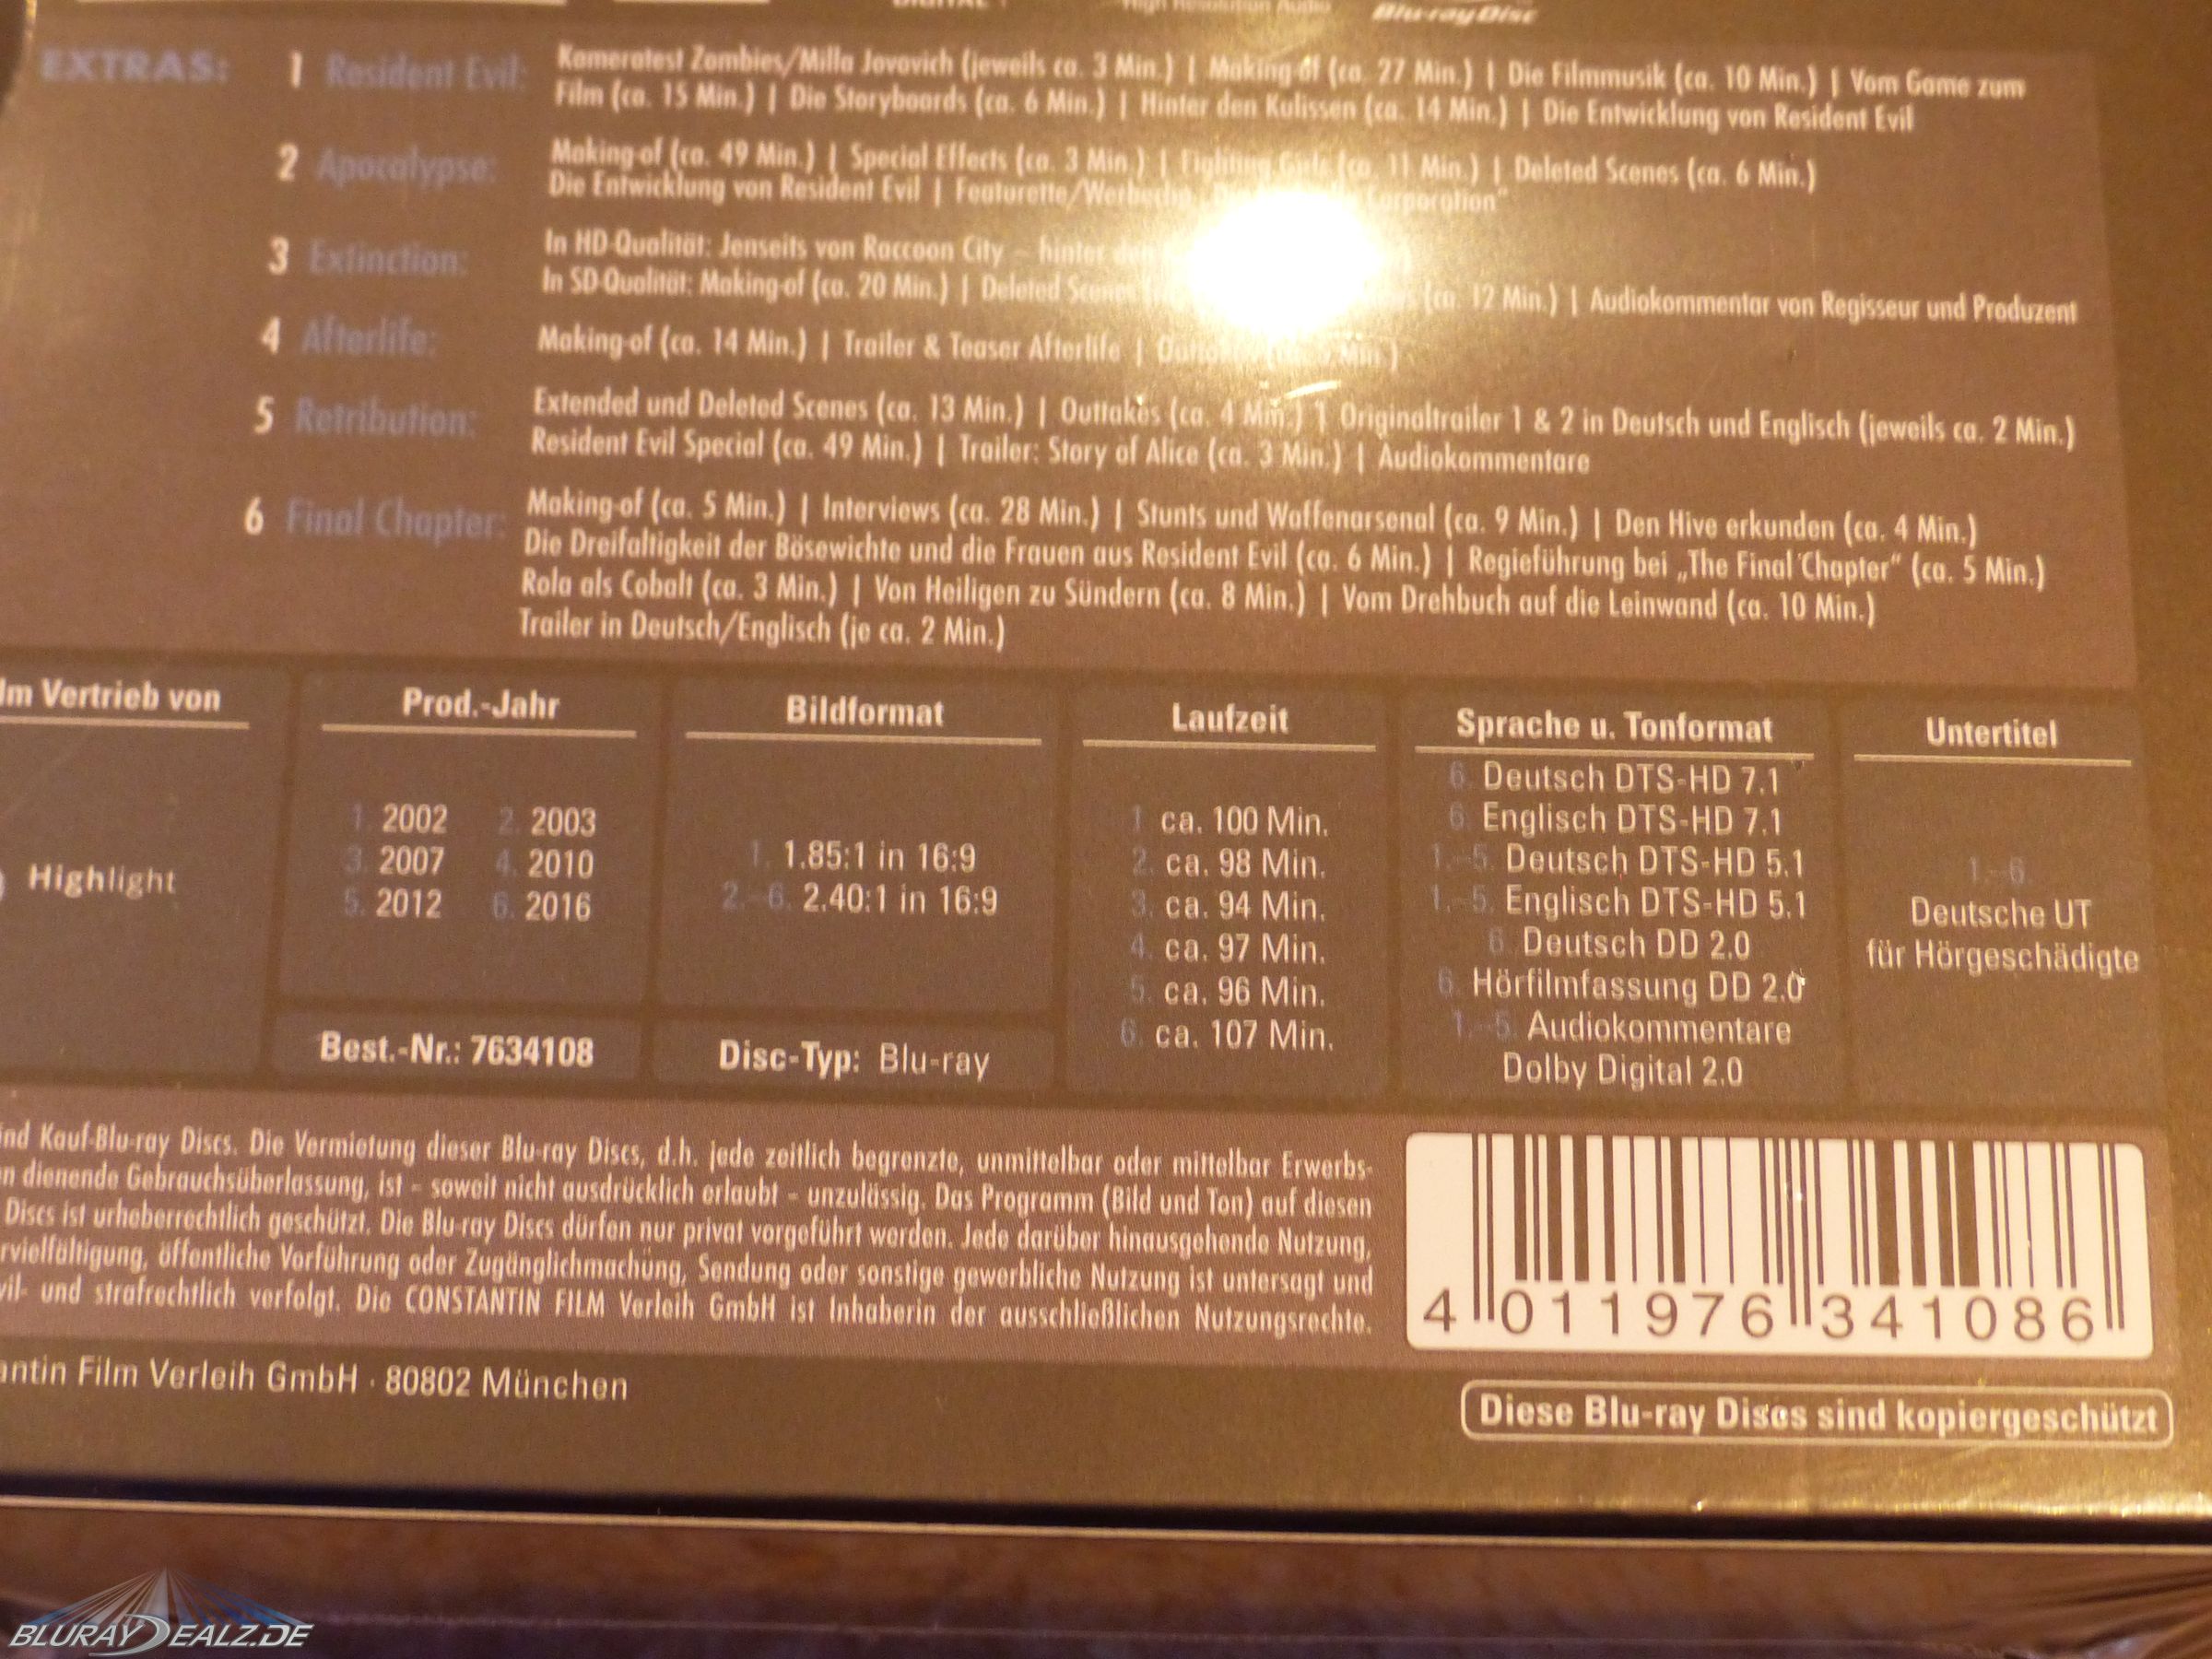 DIGITAL
High Resolution Audio
Blu-ray Disc
EXTRAS:
1 Resident Evil:
Kameratest Zombies/Milla Jovovich (jeweils ca. 3 Min.) | Making-of (ca. 27 Min.) | Die Filmmusik (ca. 10 Min.) | Vom Game zum
Film (ca. 15 Min.) | Die Storyboards (ca. 6 Min.) | Hinter den Kulissen (ca. 14 Min.) | Die Entwicklung von Resident Evil
2 Apocalypse:
Making-of (ca. 49 Min.) | Special Effects (ca. 3 Min.) | Fighting Girls (ca. 11 Min.) | Deleted Scenes (ca. 6 Min.)
Die Entwicklung von Resident Evil | Featurette/Werbeclip Corporation“
3 Extinction:
In HD-Qualität: Jenseits von Raccoon City – hinter den
In SD-Qualität: Making-of (ca. 20 Min.) | Deleted (ca. 12 Min.) | Audiokommentar von Regisseur und Produzent
4 Afterlife:
Making-of (ca. 14 Min.) | Trailer & Teaser Afterlife | Min.)
5 Retribution:
Extended und Deleted Scenes (ca. 13 Min.) | Outtakes (ca. 4 Min.) | Originaltrailer 1 & 2 in Deutsch und Englisch (jeweils ca. 2 Min.)
Resident Evil Special (ca. 49 Min.) | Trailer: Story of Alice (ca. 3 Min.) | Audiokommentare
6 Final Chapter:
Making-of (ca. 5 Min.) | Interviews (ca. 28 Min.) | Stunts und Waffenarsenal (ca. 9 Min.) | Den Hive erkunden (ca. 4 Min.)
Die Dreifaltigkeit der Bösewichte und die Frauen aus Resident Evil (ca. 6 Min.) | Regieführung bei „The Final Chapter“ (ca. 5 Min.)
Rola als Cobalt (ca. 3 Min.) | Von Heiligen zu Sündern (ca. 8 Min.) | Vom Drehbuch auf die Leinwand (ca. 10 Min.)
Trailer in Deutsch/Englisch (je ca. 2 Min.)
Im Vertrieb von
Highlight
Prod.-Jahr
1. 2002 2. 2003
3. 2007 4. 2010
5. 2012 6. 2016
Best.-Nr.: 7634108
Bildformat
1. 1.85:1 in 16:9
2.-6. 2.40:1 in 16:9
Disc-Typ: Blu-ray
Laufzeit
1 ca. 100 Min.
2. ca. 98 Min.
3. ca. 94 Min.
4. ca. 97 Min.
5. ca. 96 Min.
6. ca. 107 Min.
Sprache u. Tonformat
6. Deutsch DTS-HD 7.1
6. Englisch DTS-HD 7.1
1.-5. Deutsch DTS-HD 5.1
1.-5. Englisch DTS-HD 5.1
6. Deutsch DD 2.0
6. Hörfilmfassung DD 2.0
1.-5. Audiokommentare
Dolby Digital 2.0
Untertitel
1.-6.
Deutsche UT
für Hörgeschädigte
ind Kauf-Blu-ray Discs. Die Vermietung dieser Blu-ray Discs, d.h. jede zeitlich begrenzte, unmittelbar oder mittelbar Erwerbs-
n dienende Gebrauchsüberlassung, ist – soweit nicht ausdrücklich erlaubt – unzulässig. Das Programm (Bild und Ton) auf diesen
Discs ist urheberrechtlich geschützt. Die Blu-ray Discs dürfen nur privat vorgeführt werden. Jede darüber hinausgehende Nutzung,
rvielfältigung, öffentliche Vorführung oder Zugänglichmachung, Sendung oder sonstige gewerbliche Nutzung ist untersagt und
vil- und strafrechtlich verfolgt. Die CONSTANTIN FILM Verleih GmbH ist Inhaberin der ausschließlichen Nutzungsrechte.
antin Film Verleih GmbH · 80802 München
4 011976 341086
Diese Blu-ray Discs sind kopiergeschützt
BLURAYDEALZ.DE